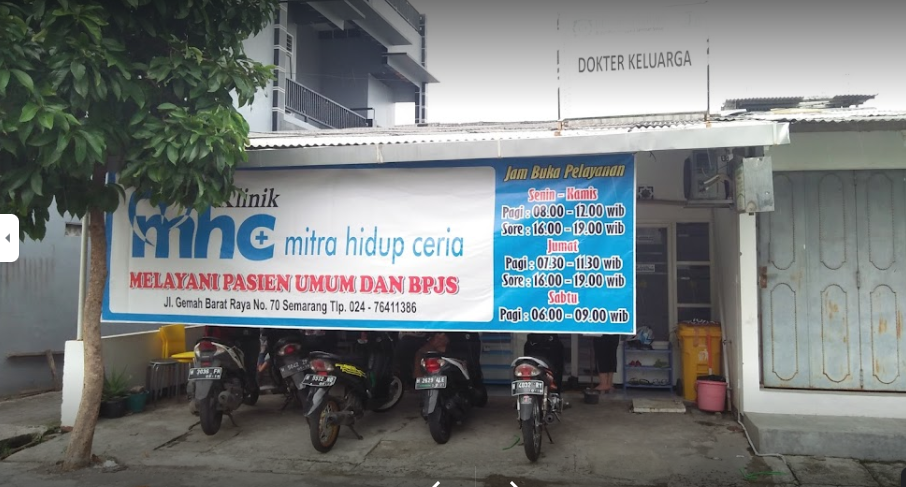 DOKTER KELUARGA
Klinik
mhc
mitra hidup ceria
MELAYANI PASIEN UMUM DAN BPJS
Jl. Gemah Barat Raya No. 70 Semarang Tlp. 024 - 76411386
Jam Buka Pelayanan
Senin - Kamis
Pagi : 08.00 - 12.00 wib
Sore : 16.00 - 19.00 wib
Jumat
Pagi : 07.30 - 11.30 wib
Sore : 16.00 - 19.00 wib
Sabtu
Pagi : 06.00 - 09.00 wib